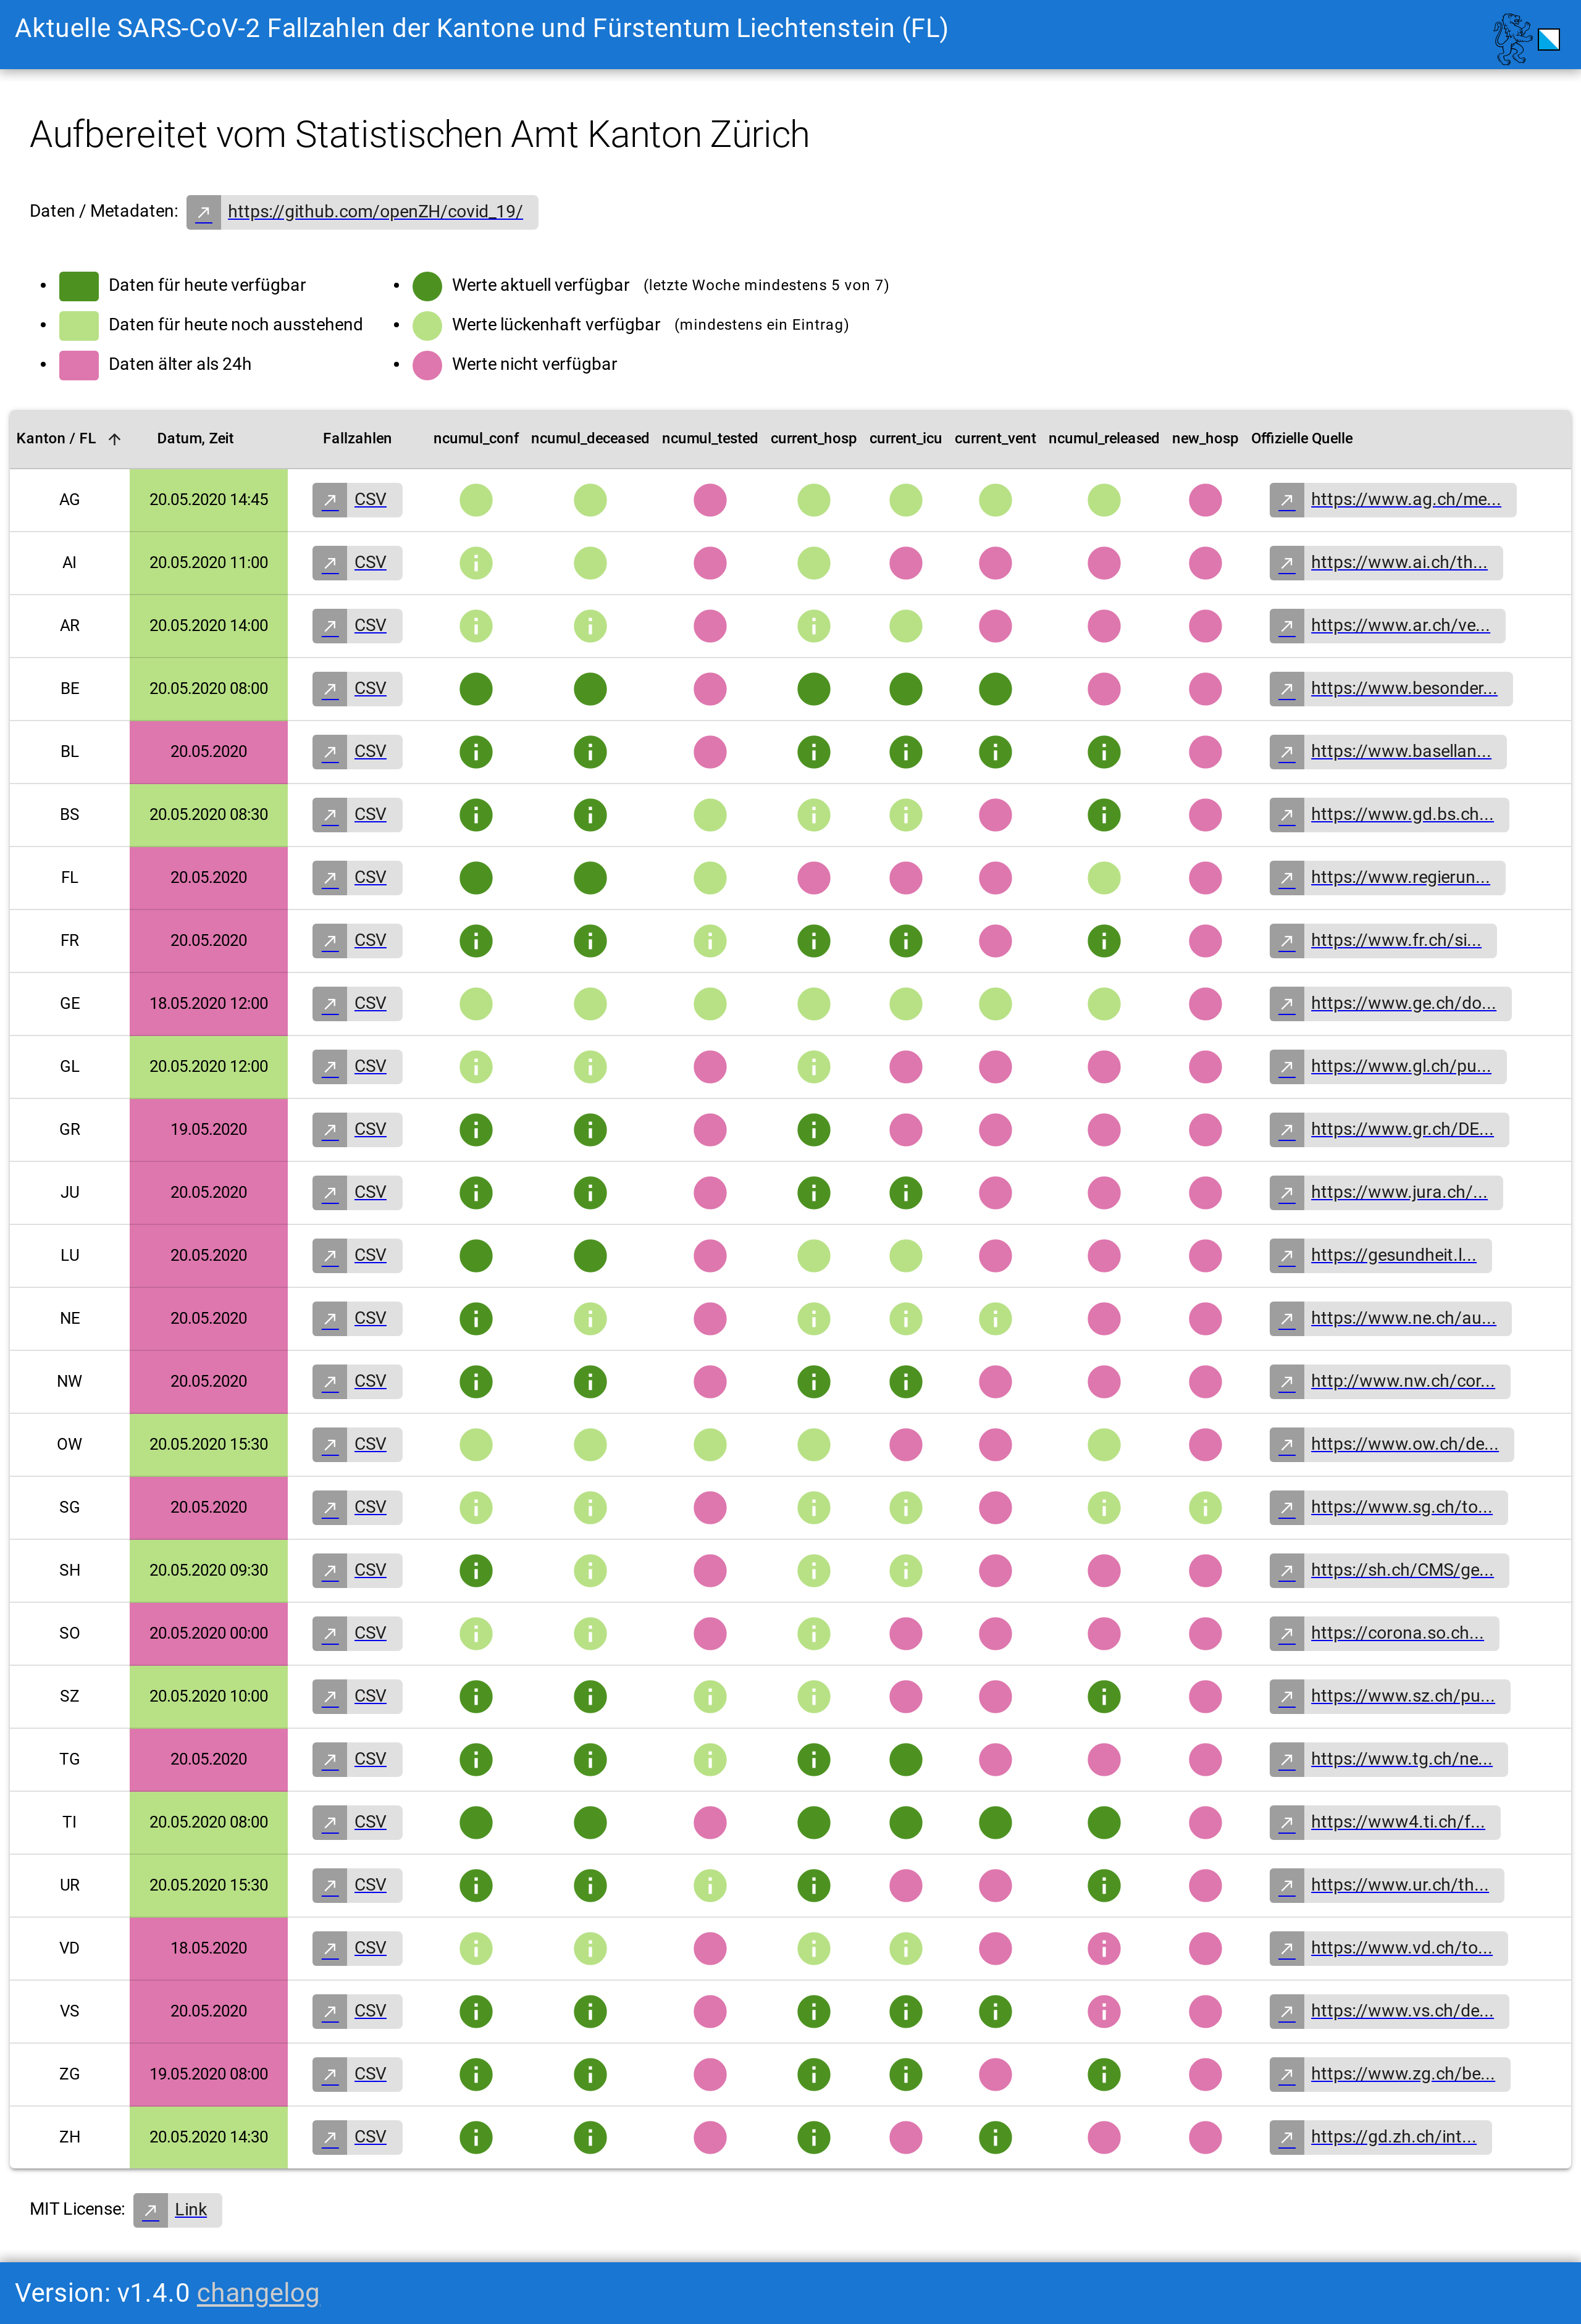 Aktuelle SARS-CoV-2 Fallzahlen der Kantone und Fürstentum Liechtenstein (FL)
Aufbereitet vom Statistischen Amt Kanton Zürich
Daten / Metadaten: https://github.com/openZH/covid_19/
Daten für heute verfügbar Werte aktuell verfügbar (letzte Woche mindestens 5 von 7)
Daten für heute noch ausstehend Werte lückenhaft verfügbar (mindestens ein Eintrag)
Daten älter als 24h Werte nicht verfügbar
Kanton / FL Datum, Zeit Fallzahlen ncumul_conf ncumul_deceased ncumul_tested current_hosp current_icu current_vent ncumul_released new_hosp Offizielle Quelle
AG 20.05.2020 14:45 CSV https://www.ag.ch/me...
AI 20.05.2020 11:00 CSV https://www.ai.ch/th...
AR 20.05.2020 14:00 CSV https://www.ar.ch/ve...
BE 20.05.2020 08:00 CSV https://www.besonder...
BL 20.05.2020 CSV https://www.basellan...
BS 20.05.2020 08:30 CSV https://www.gd.bs.ch...
FL 20.05.2020 CSV https://www.regierun...
FR 20.05.2020 CSV https://www.fr.ch/si...
GE 18.05.2020 12:00 CSV https://www.ge.ch/do...
GL 20.05.2020 12:00 CSV https://www.gl.ch/pu...
GR 19.05.2020 CSV https://www.gr.ch/DE...
JU 20.05.2020 CSV https://www.jura.ch/...
LU 20.05.2020 CSV https://gesundheit.l...
NE 20.05.2020 CSV https://www.ne.ch/au...
NW 20.05.2020 CSV http://www.nw.ch/cor...
OW 20.05.2020 15:30 CSV https://www.ow.ch/de...
SG 20.05.2020 CSV https://www.sg.ch/to...
SH 20.05.2020 09:30 CSV https://sh.ch/CMS/ge...
SO 20.05.2020 00:00 CSV https://corona.so.ch...
SZ 20.05.2020 10:00 CSV https://www.sz.ch/pu...
TG 20.05.2020 CSV https://www.tg.ch/ne...
TI 20.05.2020 08:00 CSV https://www4.ti.ch/f...
UR 20.05.2020 15:30 CSV https://www.ur.ch/th...
VD 18.05.2020 CSV https://www.vd.ch/to...
VS 20.05.2020 CSV https://www.vs.ch/de...
ZG 19.05.2020 08:00 CSV https://www.zg.ch/be...
ZH 20.05.2020 14:30 CSV https://gd.zh.ch/int...
MIT License: Link
Version: v1.4.0 changelog